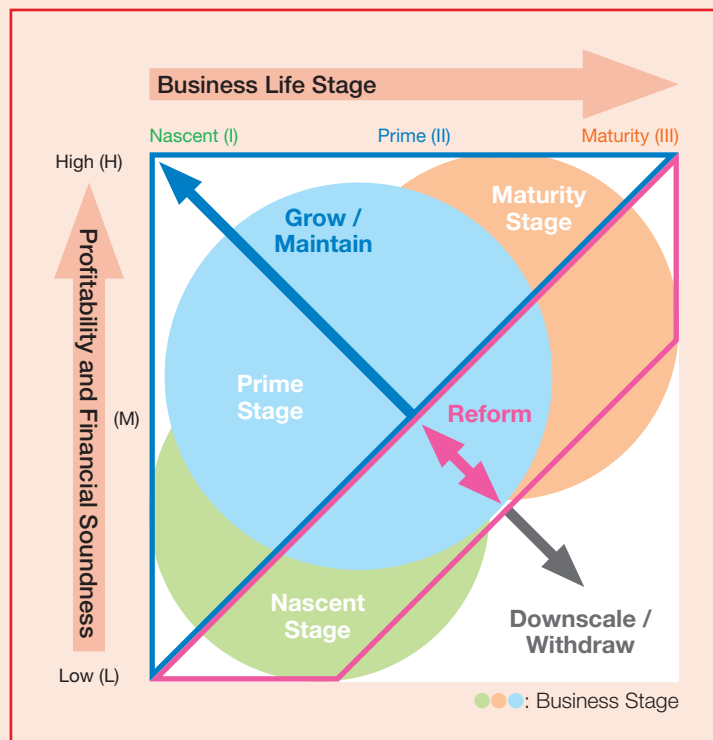 Business Life Stage
Nascent (I)
Prime (II)
Maturity (III)
High (H)
Profitability and Financial Soundness
(M)
Low (L)
Maturity
Stage
Grow /
Maintain
Prime
Stage
Reform
Nascent
Stage
Downscale /
Withdraw
: Business Stage